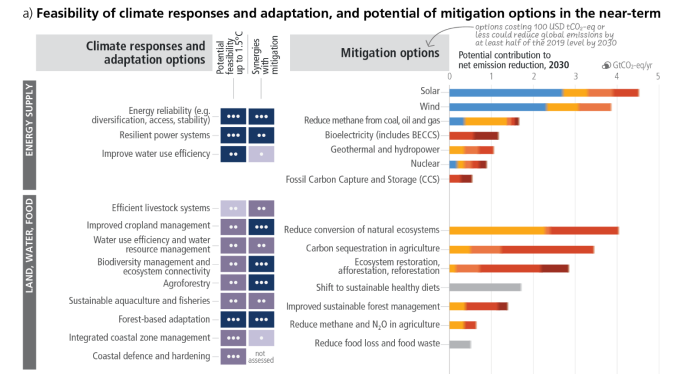 a) Feasibility of climate responses and adaptation, and potential of mitigation options in the near-term
options costing 100 USD tCO₂-eq or
less could reduce global emissions by
at least half of the 2019 level by 2030
Climate responses and
adaptation options
Potential
feasibility
up to 1.5°C
Synergies
with
mitigation
Mitigation options
Potential contribution to
net emission reduction, 2030
GtCO₂-eq/yr
0 1 2 3 4 5
ENERGY SUPPLY
Energy reliability (e.g.
diversification, access, stability)
Resilient power systems
Improve water use efficiency
Solar
Wind
Reduce methane from coal, oil and gas
Bioelectricity (includes BECCS)
Geothermal and hydropower
Nuclear
Fossil Carbon Capture and Storage (CCS)
LAND, WATER, FOOD
Efficient livestock systems
Improved cropland management
Water use efficiency and water
resource management
Biodiversity management and
ecosystem connectivity
Agroforestry
Sustainable aquaculture and fisheries
Forest-based adaptation
Integrated coastal zone management
Coastal defence and hardening
not
assessed
Reduce conversion of natural ecosystems
Carbon sequestration in agriculture
Ecosystem restoration,
afforestation, reforestation
Shift to sustainable healthy diets
Improved sustainable forest management
Reduce methane and N₂O in agriculture
Reduce food loss and food waste